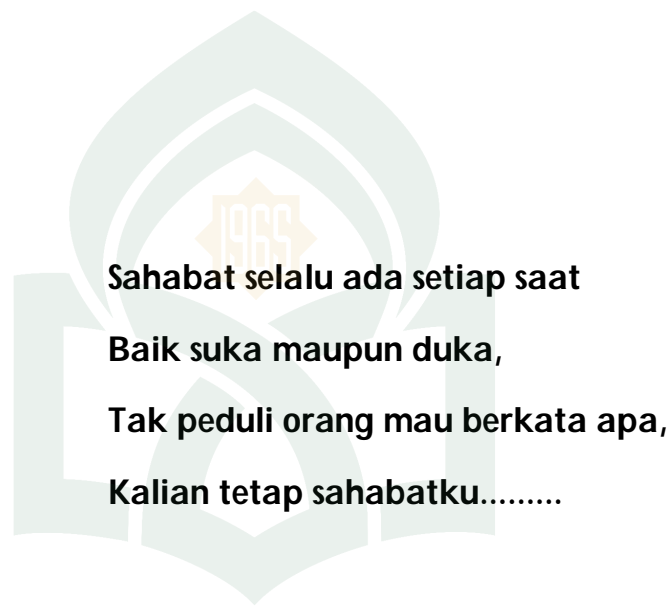 1965
Sahabat selalu ada setiap saat
Baik suka maupun duka,
Tak peduli orang mau berkata apa,
Kalian tetap sahabatku.........